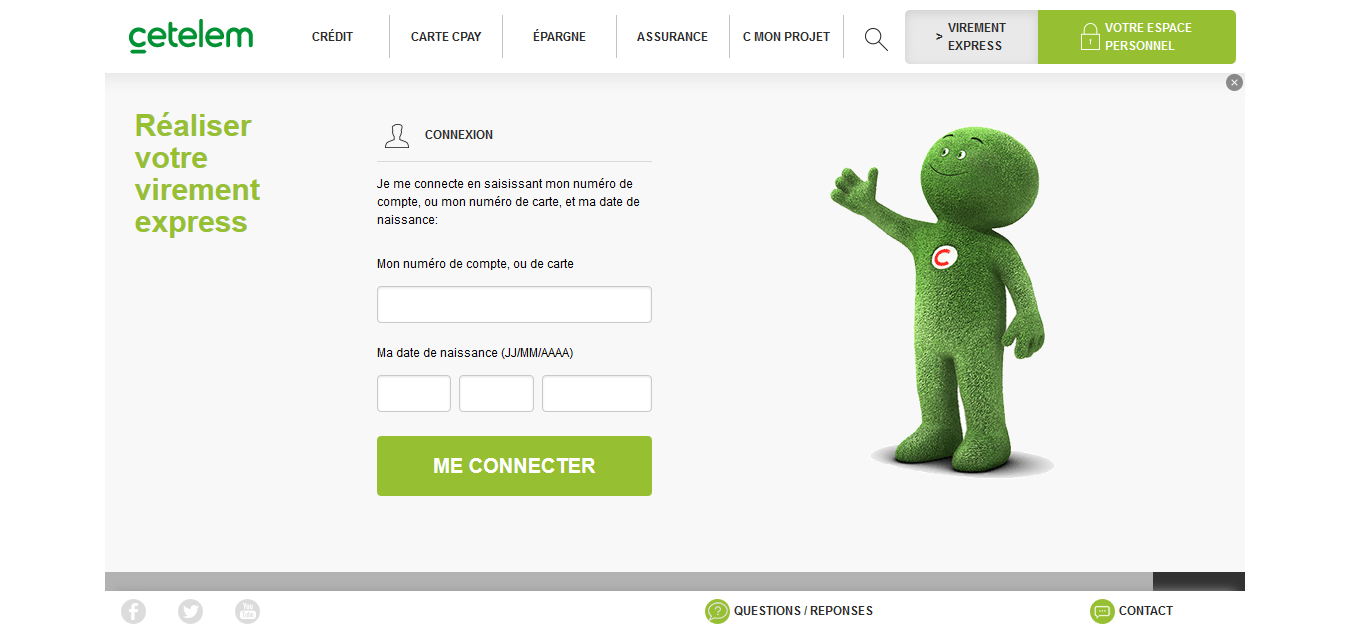 cetelem
CRÉDIT
CARTE CPAY
ÉPARGNE
ASSURANCE
C MON PROJET
> VIREMENT
EXPRESS
VOTRE ESPACE
PERSONNEL
Réaliser
votre
virement
express
CONNEXION
Je me connecte en saisissant mon numéro de
compte, ou mon numéro de carte, et ma date de
naissance:
Mon numéro de compte, ou de carte
Ma date de naissance (JJ/MM/AAAA)
ME CONNECTER
C
You
Tube
QUESTIONS / REPONSES
CONTACT